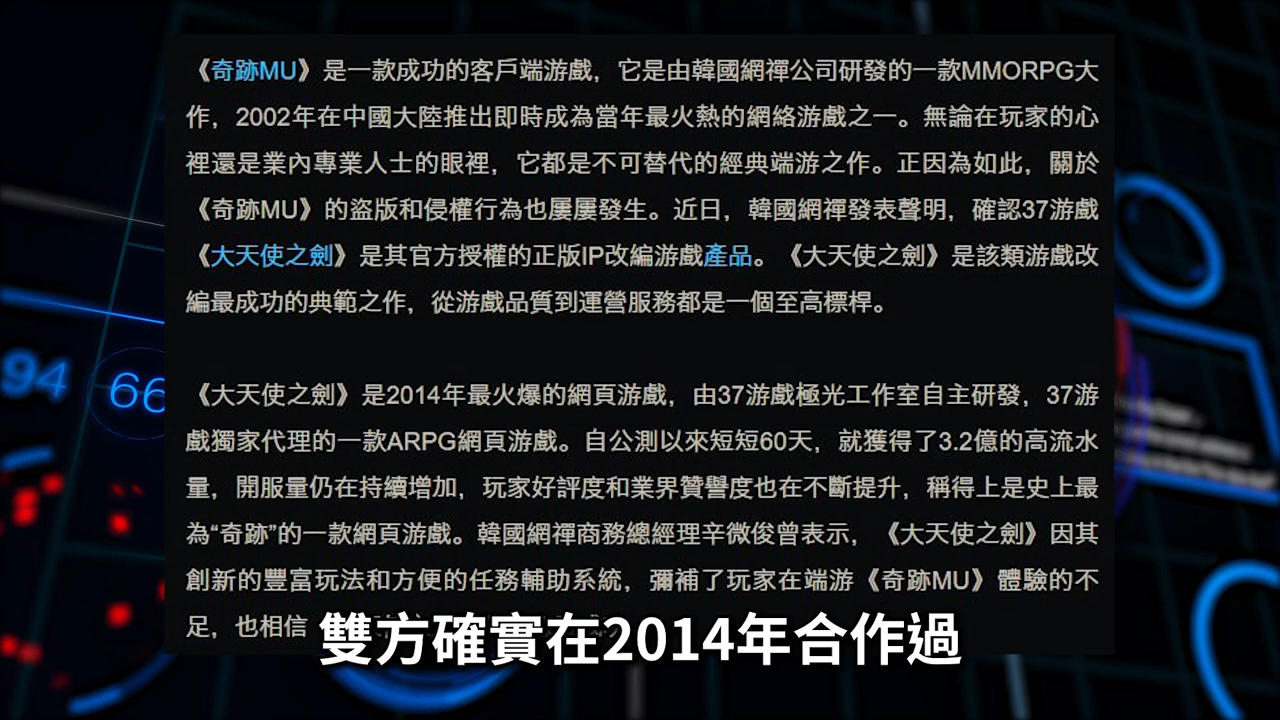 《奇跡MU》是一款成功的客戶端游戲，它是由韓國網禪公司研發的一款MMORPG大
作，2002年在中國大陸推出即時成為當年最火熱的網絡游戲之一。無論在玩家的心
裡還是業內專業人士的眼裡，它都是不可替代的經典端游之作。正因為如此，關於
《奇跡MU》的盜版和侵權行為也屢屢發生。近日，韓國網禪發表聲明，確認37游戲
《大天使之劍》是其官方授權的正版IP改編游戲產品。《大天使之劍》是該類游戲改
編最成功的典範之作，從游戲品質到運營服務都是一個至高標桿。
《大天使之劍》是2014年最火爆的網頁游戲，由37游戲極光工作室自主研發，37游
戲獨家代理的一款ARPG網頁游戲。自公測以來短短60天，就獲得了3.2億的高流水
量，開服量仍在持續增加，玩家好評度和業界贊譽度也在不斷提升，稱得上是史上最
為“奇跡”的一款網頁游戲。韓國網禪商務總經理辛微俊曾表示，《大天使之劍》因其
創新的豐富玩法和方便的任務輔助系統，彌補了玩家在端游《奇跡MU》體驗的不
足，也相信
雙方確實在2014年合作過
94
66